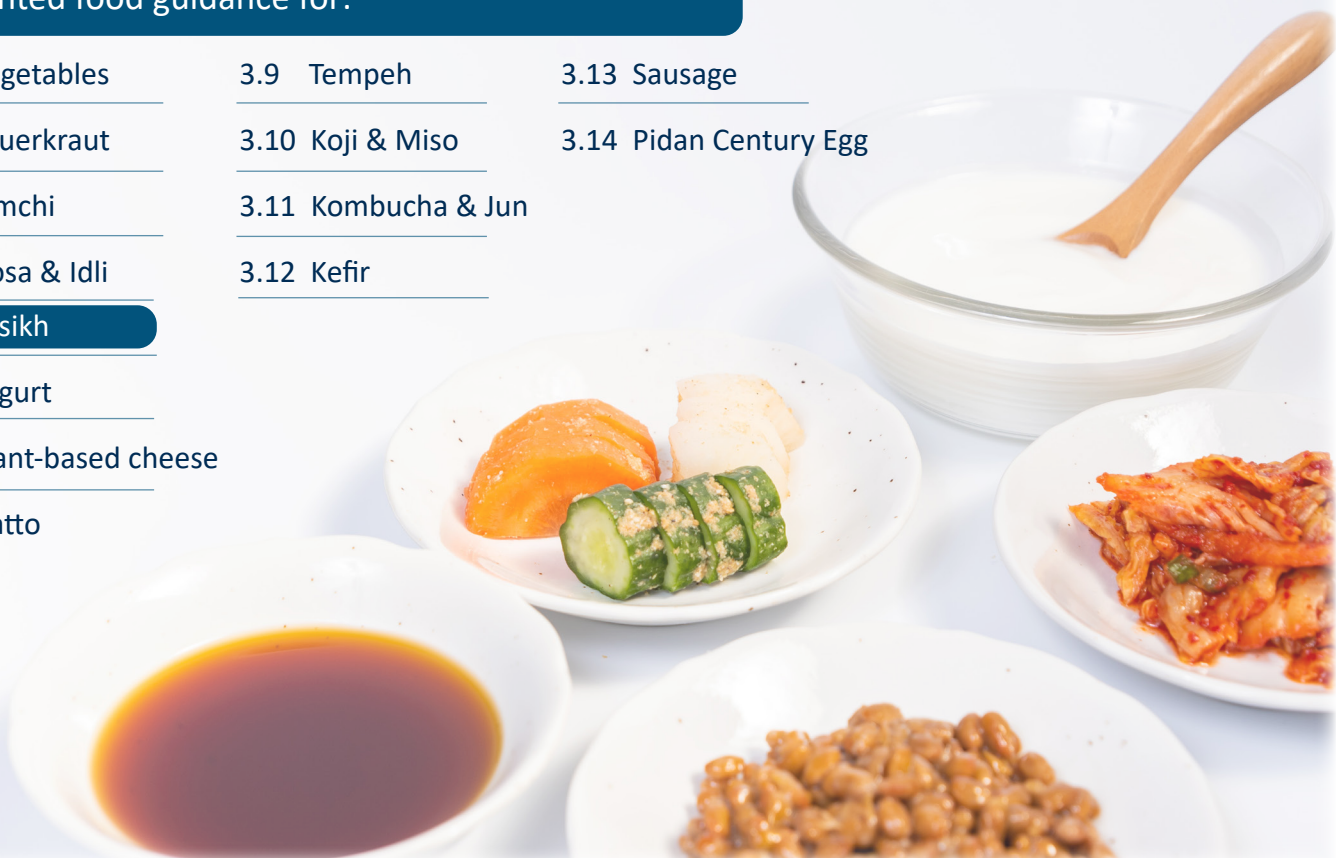 nted food guidance for:
getables
uerkraut
mchi
osa & Idli
sikh
gurt
ant-based cheese
atto
3.9 Tempeh
3.10 Koji & Miso
3.11 Kombucha & Jun
3.12 Kefir
3.13 Sausage
3.14 Pidan Century Egg